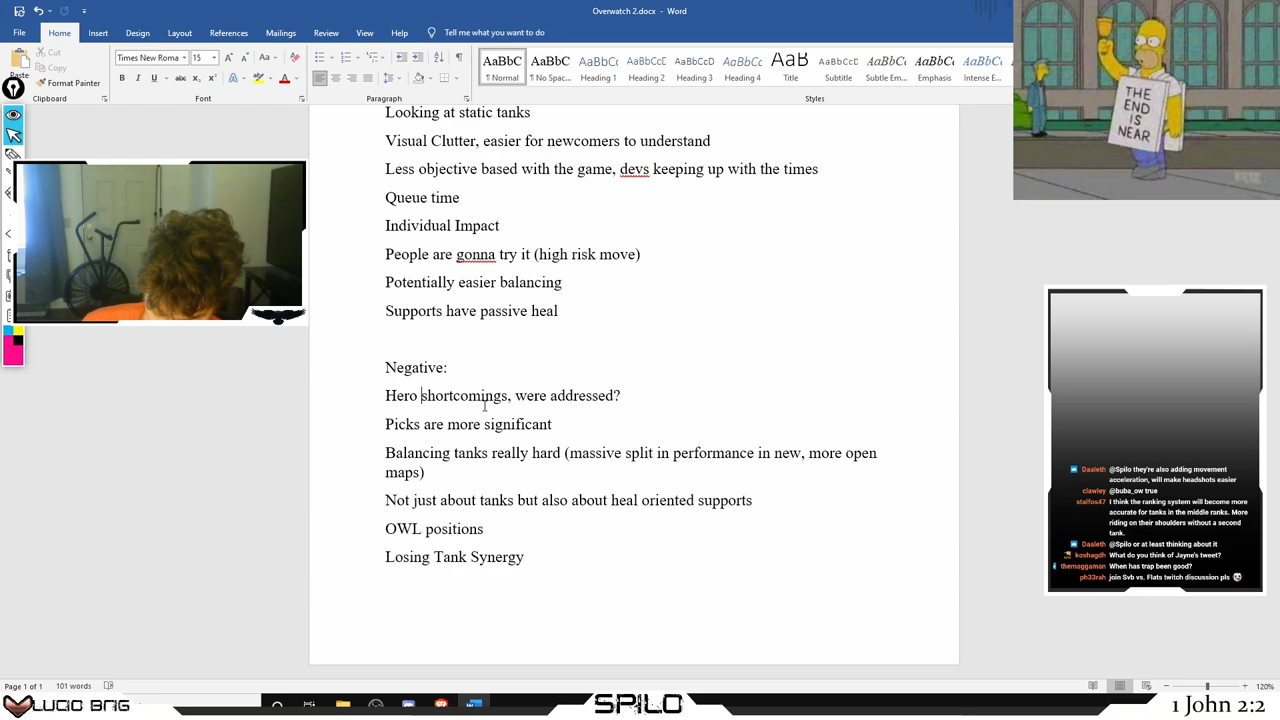 Overwatch 2.docx - Word
File Home Insert Design Layout References Mailings Review View Help Tell me what you want to do
Cut
Copy
Paste
Format Painter
Times New Roma 15
Clipboard Font Paragraph Styles
AaBbC AaBbC AaBbC AaBbCcD AaBbCcI AaBbCcI AaB AaBbCcD AaBbCcI AaBbCcD AaBbCcD
¶ Normal ¶ No Spac... Heading 1 Heading 2 Heading 3 Heading 4 Title Subtitle Subtle Em... Emphasis Intense E...
THE
END
IS
NEAR
Looking at static tanks
Visual Clutter, easier for newcomers to understand
Less objective based with the game, devs keeping up with the times
Queue time
Individual Impact
People are gonna try it (high risk move)
Potentially easier balancing
Supports have passive heal
Negative:
Hero shortcomings, were addressed?
Picks are more significant
Balancing tanks really hard (massive split in performance in new, more open
maps)
Not just about tanks but also about heal oriented supports
OWL positions
Losing Tank Synergy
Daaleth @Spilo they're also adding movement
acceleration, will make headshots easier
clawley @buba_ow true
stalfos47 I think the ranking system will become more
accurate for tanks in the middle ranks. More
riding on their shoulders without a second
tank.
Daaleth @Spilo or at least thinking about it
koshagdh What do you think of Jayne's tweet?
themaggaman When has trap been good?
ph33rah join Svb vs. Flats twitch discussion pls
Page 1 of 1 101 words 120%
LUCIO BNG
SPILO
1 John 2:2